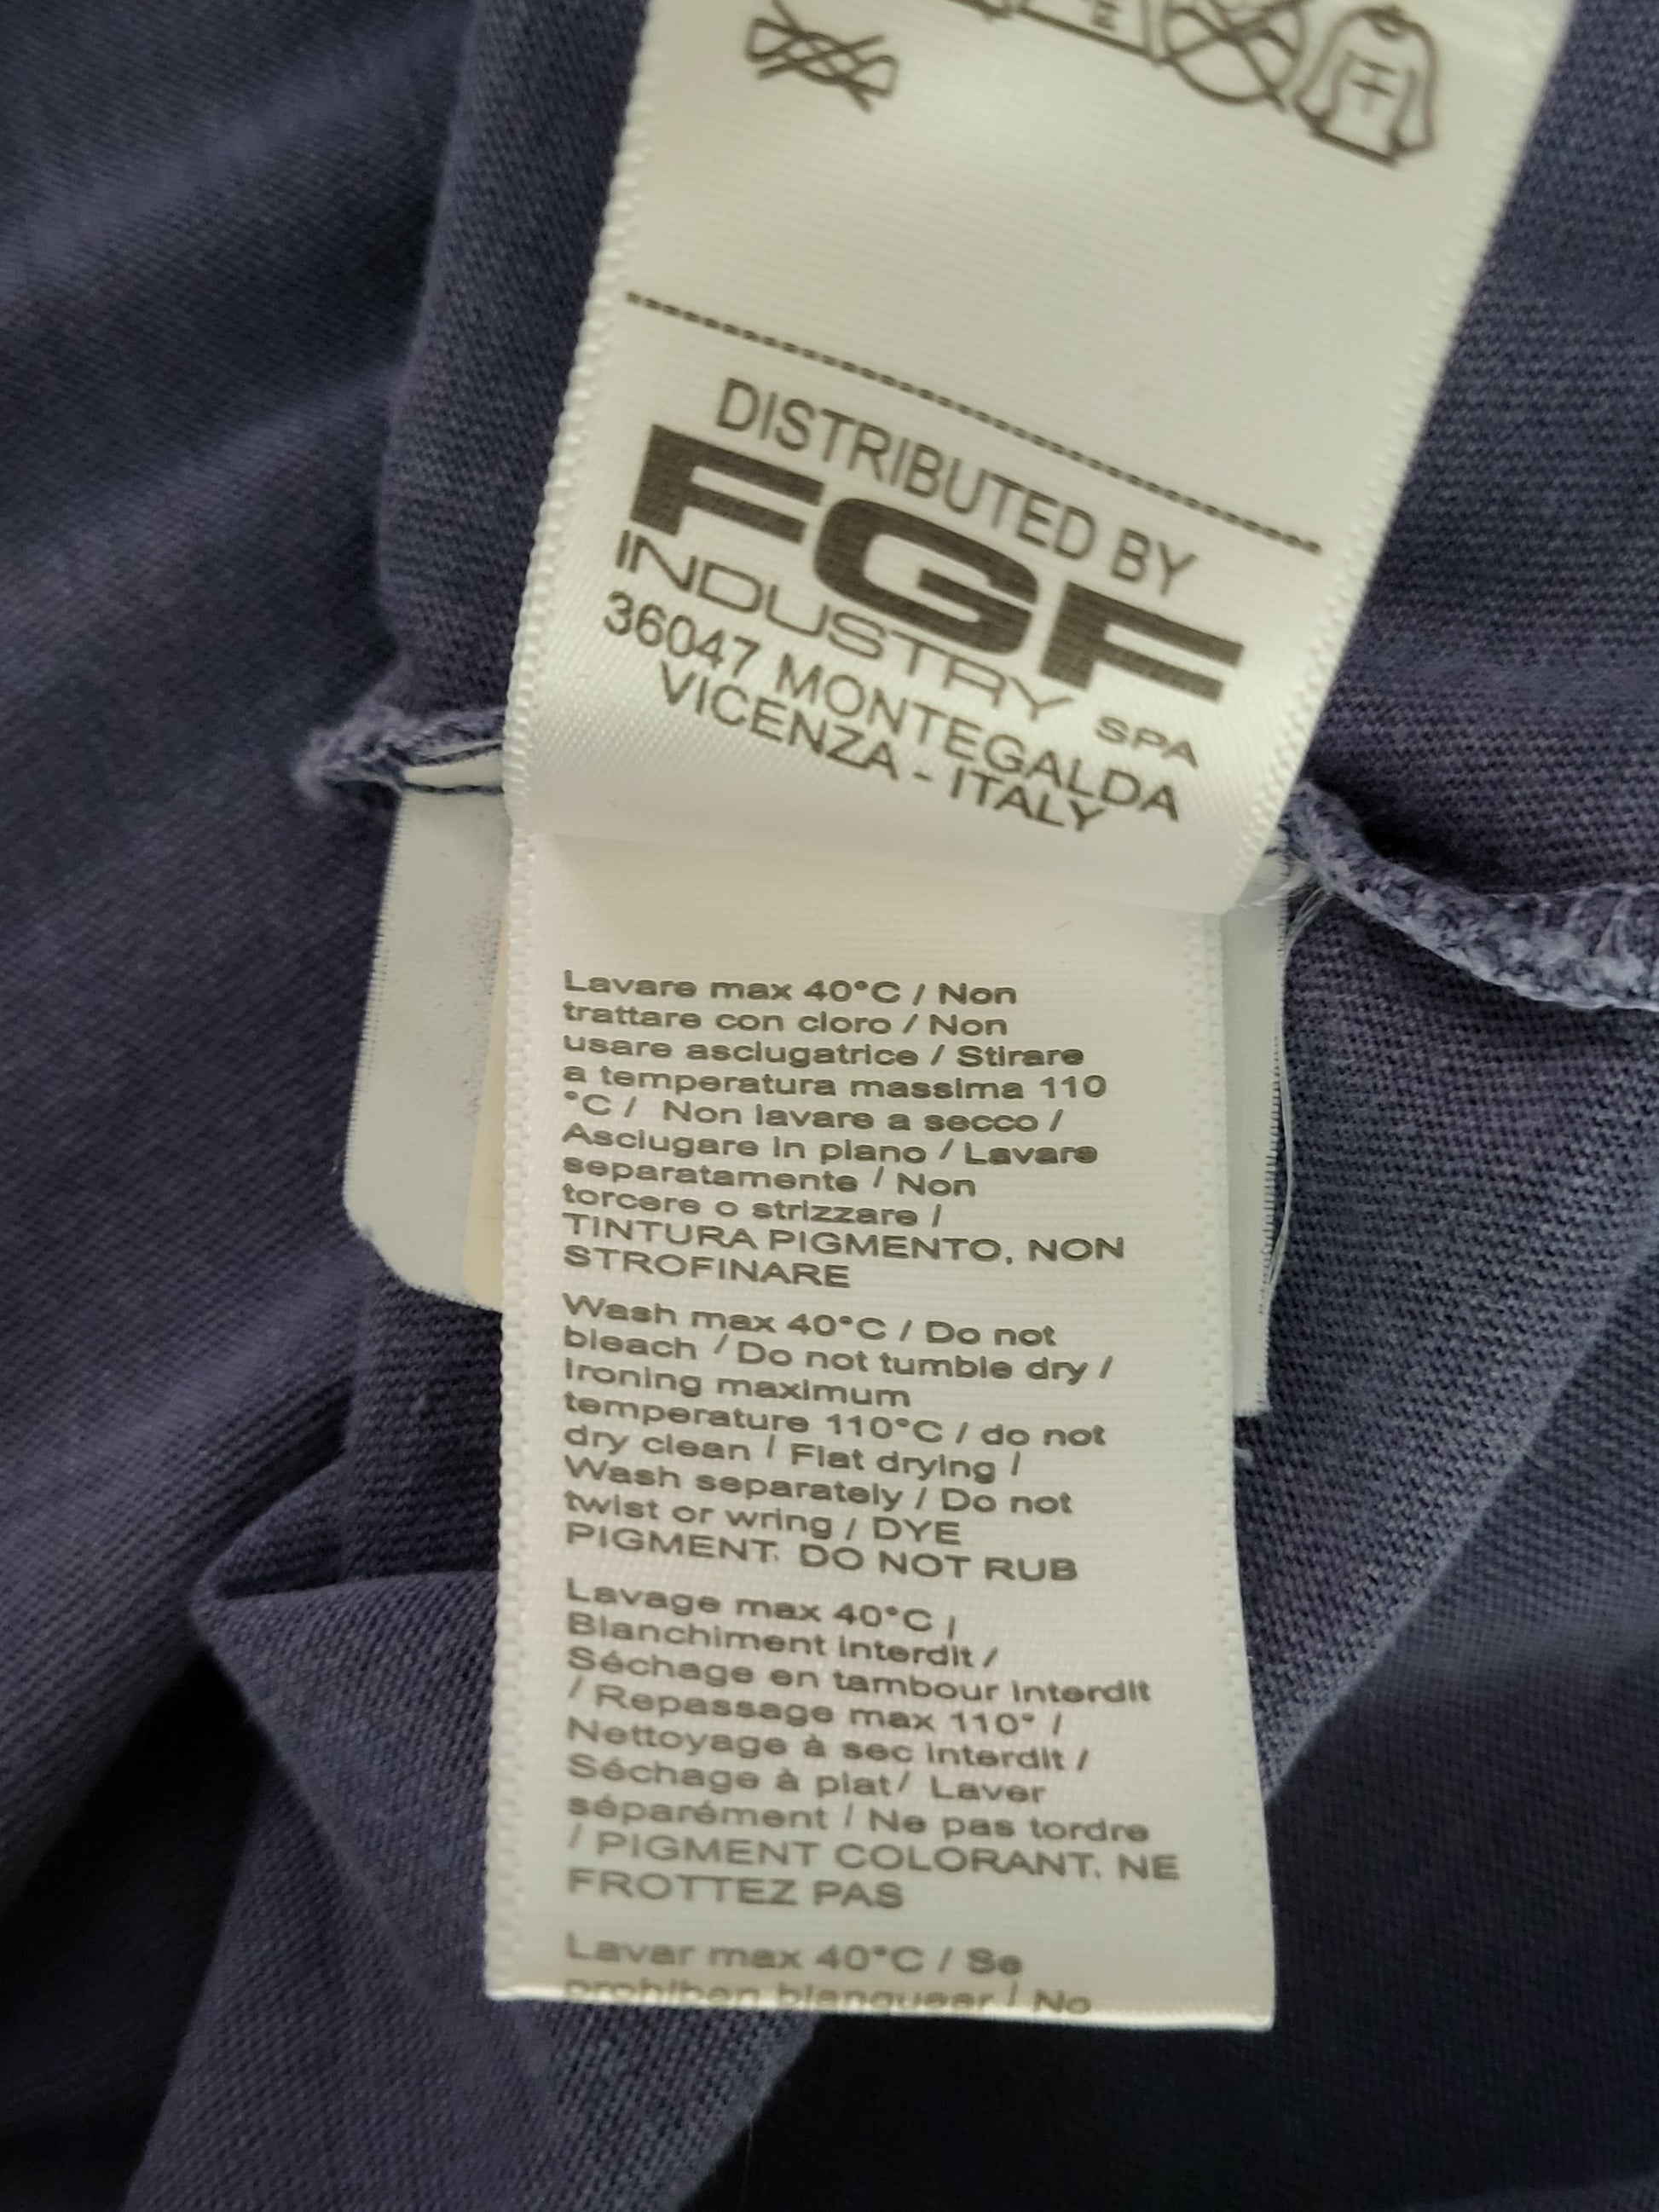 DISTRIBUTED BY
FGF
INDUSTRY SPA
36047 MONTEGALDA
VICENZA - ITALY
Lavare max 40°C / Non
trattare con cloro / Non
usare asciugatrice / Stirare
a temperatura massima 110
°C / Non lavare a secco /
Asciugare in piano / Lavare
separatamente / Non
torcere o strizzare /
TINTURA PIGMENTO, NON
STROFINARE
Wash max 40°C / Do not
bleach / Do not tumble dry /
Ironing maximum
temperature 110°C / do not
dry clean / Flat drying /
Wash separately / Do not
twist or wring / DYE
PIGMENT. DO NOT RUB
Lavage max 40°C /
Blanchiment interdit /
Séchage en tambour interdit
/ Repassage max 110° /
Nettoyage à sec interdit /
Séchage à plat/ Laver
séparément / Ne pas tordre
/ PIGMENT COLORANT. NE
FROTTEZ PAS
Lavar max 40°C / Se
prohiben blanquear / No